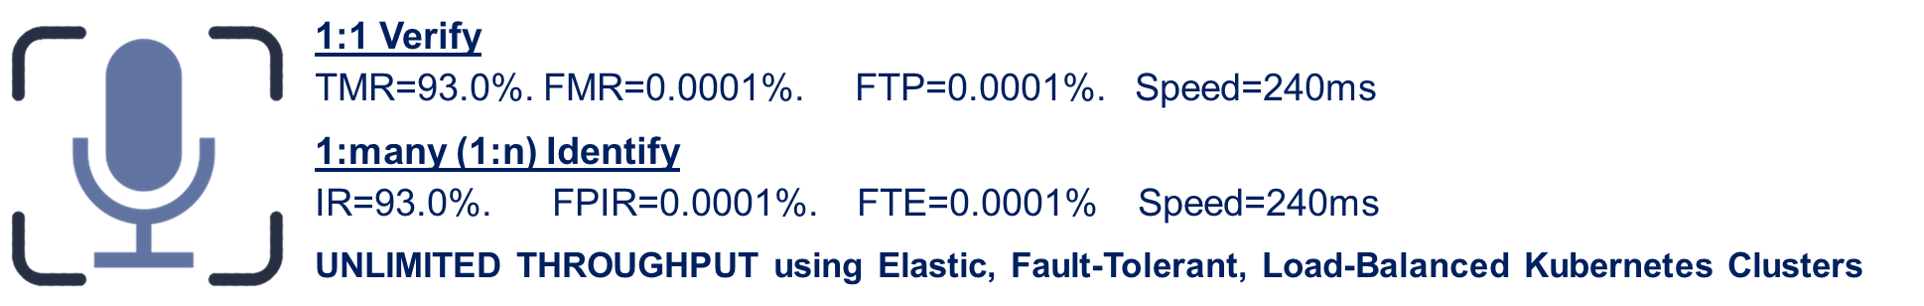 1:1 Verify
TMR=93.0%. FMR=0.0001%. FTP=0.0001%. Speed=240ms
1:many (1:n) Identify
IR=93.0%. FPIR=0.0001%. FTE=0.0001% Speed=240ms
UNLIMITED THROUGHPUT using Elastic, Fault-Tolerant, Load-Balanced Kubernetes Clusters